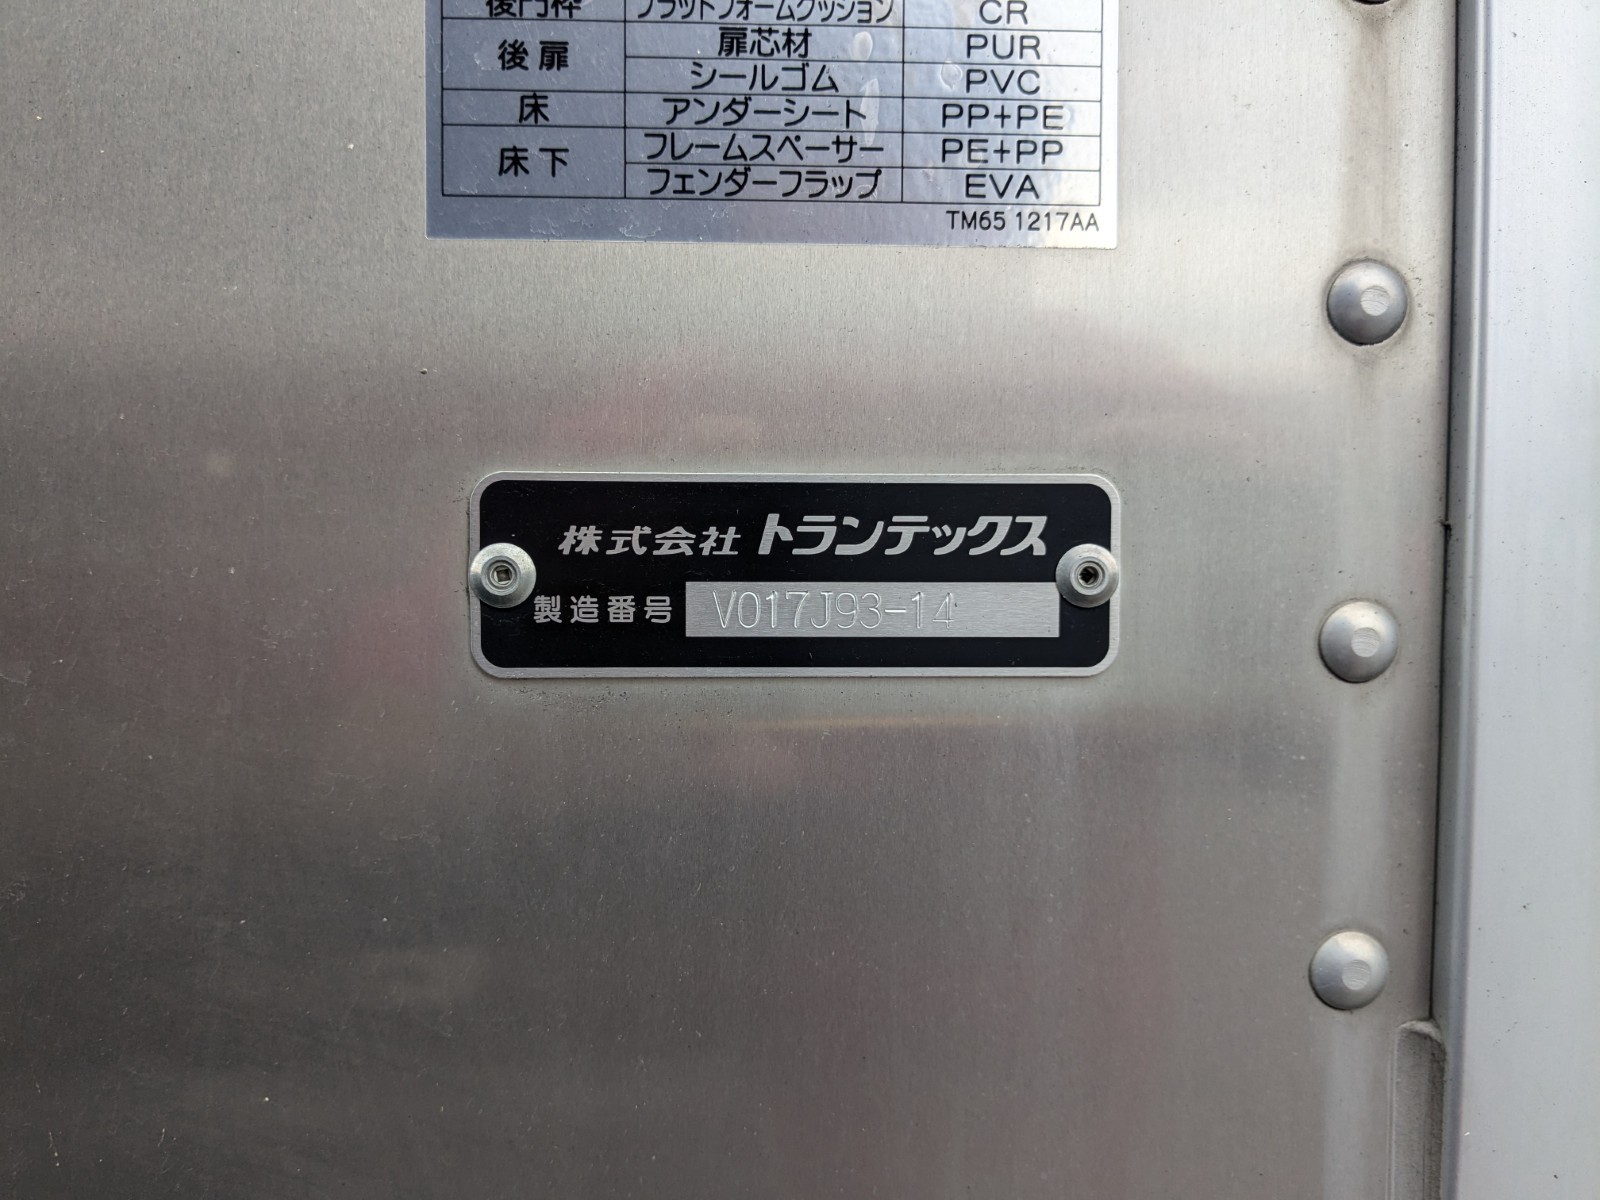 後門枠 プラットフォームクッション CR
後扉 扉芯材 PUR
シールゴム PVC
床 アンダーシート PP+PE
床下 フレームスペーサー PE+PP
フェンダーフラップ EVA
TM65 1217AA
株式会社トランテックス
製造番号 V017J93-14